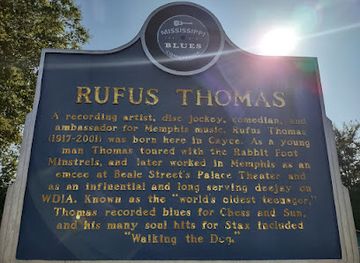 MISSISSIPPI
BLUES
RUFUS THOMAS
A recording artist, disc jockey, comedian, and
ambassador for Memphis music, Rufus Thomas
(1917-2001) was born here in Cayce. As a young
man Thomas toured with the Rabbit Foot
Minstrels, and later worked in Memphis as an
emcee at Beale Street's Palace Theater and
as an influential and long serving deejay on
WDIA. Known as the "world's oldest teenager,"
Thomas recorded blues for Chess and Sun,
and his many soul hits for Stax included
"Walking the Dog."